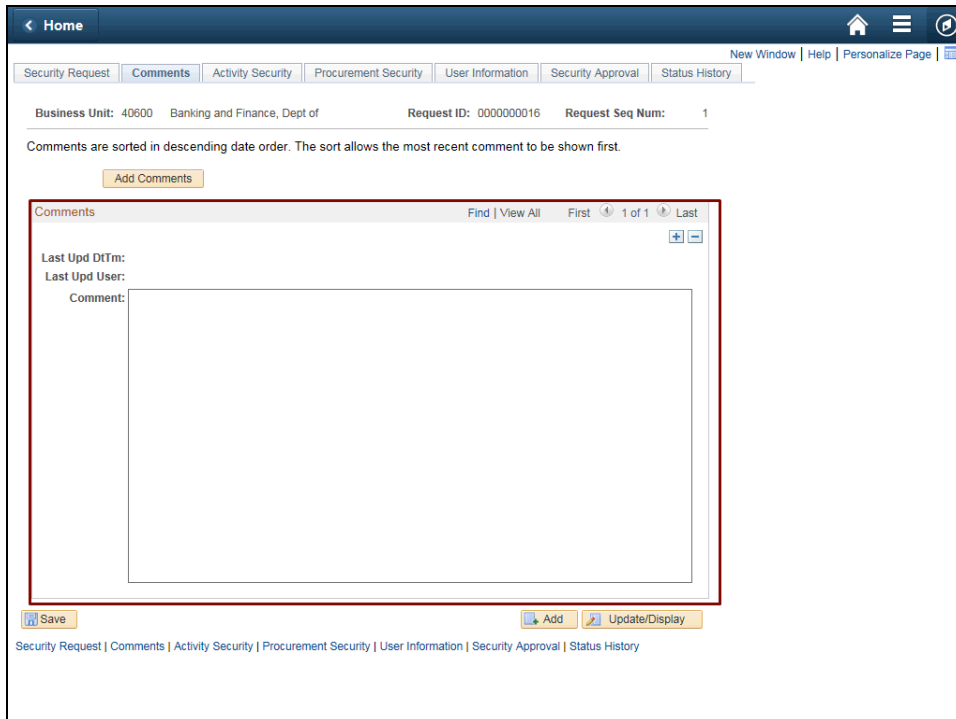 Home
New Window | Help | Personalize Page |
Security Request Comments Activity Security Procurement Security User Information Security Approval Status History
Business Unit: 40600 Banking and Finance, Dept of Request ID: 0000000016 Request Seq Num: 1
Comments are sorted in descending date order. The sort allows the most recent comment to be shown first.
Add Comments
Comments Find | View All First 1 of 1 Last
Last Upd DtTm:
Last Upd User:
Comment:
Save Add Update/Display
Security Request | Comments | Activity Security | Procurement Security | User Information | Security Approval | Status History